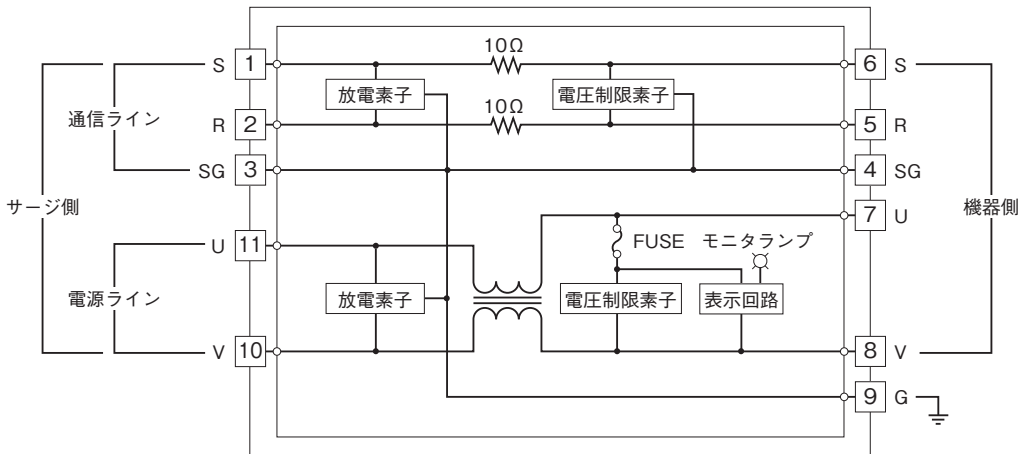 10Ω
S 1 6 S
放電素子 電圧制限素子
通信ライン
10Ω
R 2 5 R
SG 3 4 SG
サージ側 機器側
7 U
U 11
FUSE モニタランプ
電源ライン
放電素子 電圧制限素子 表示回路
V 10 8 V
9 G